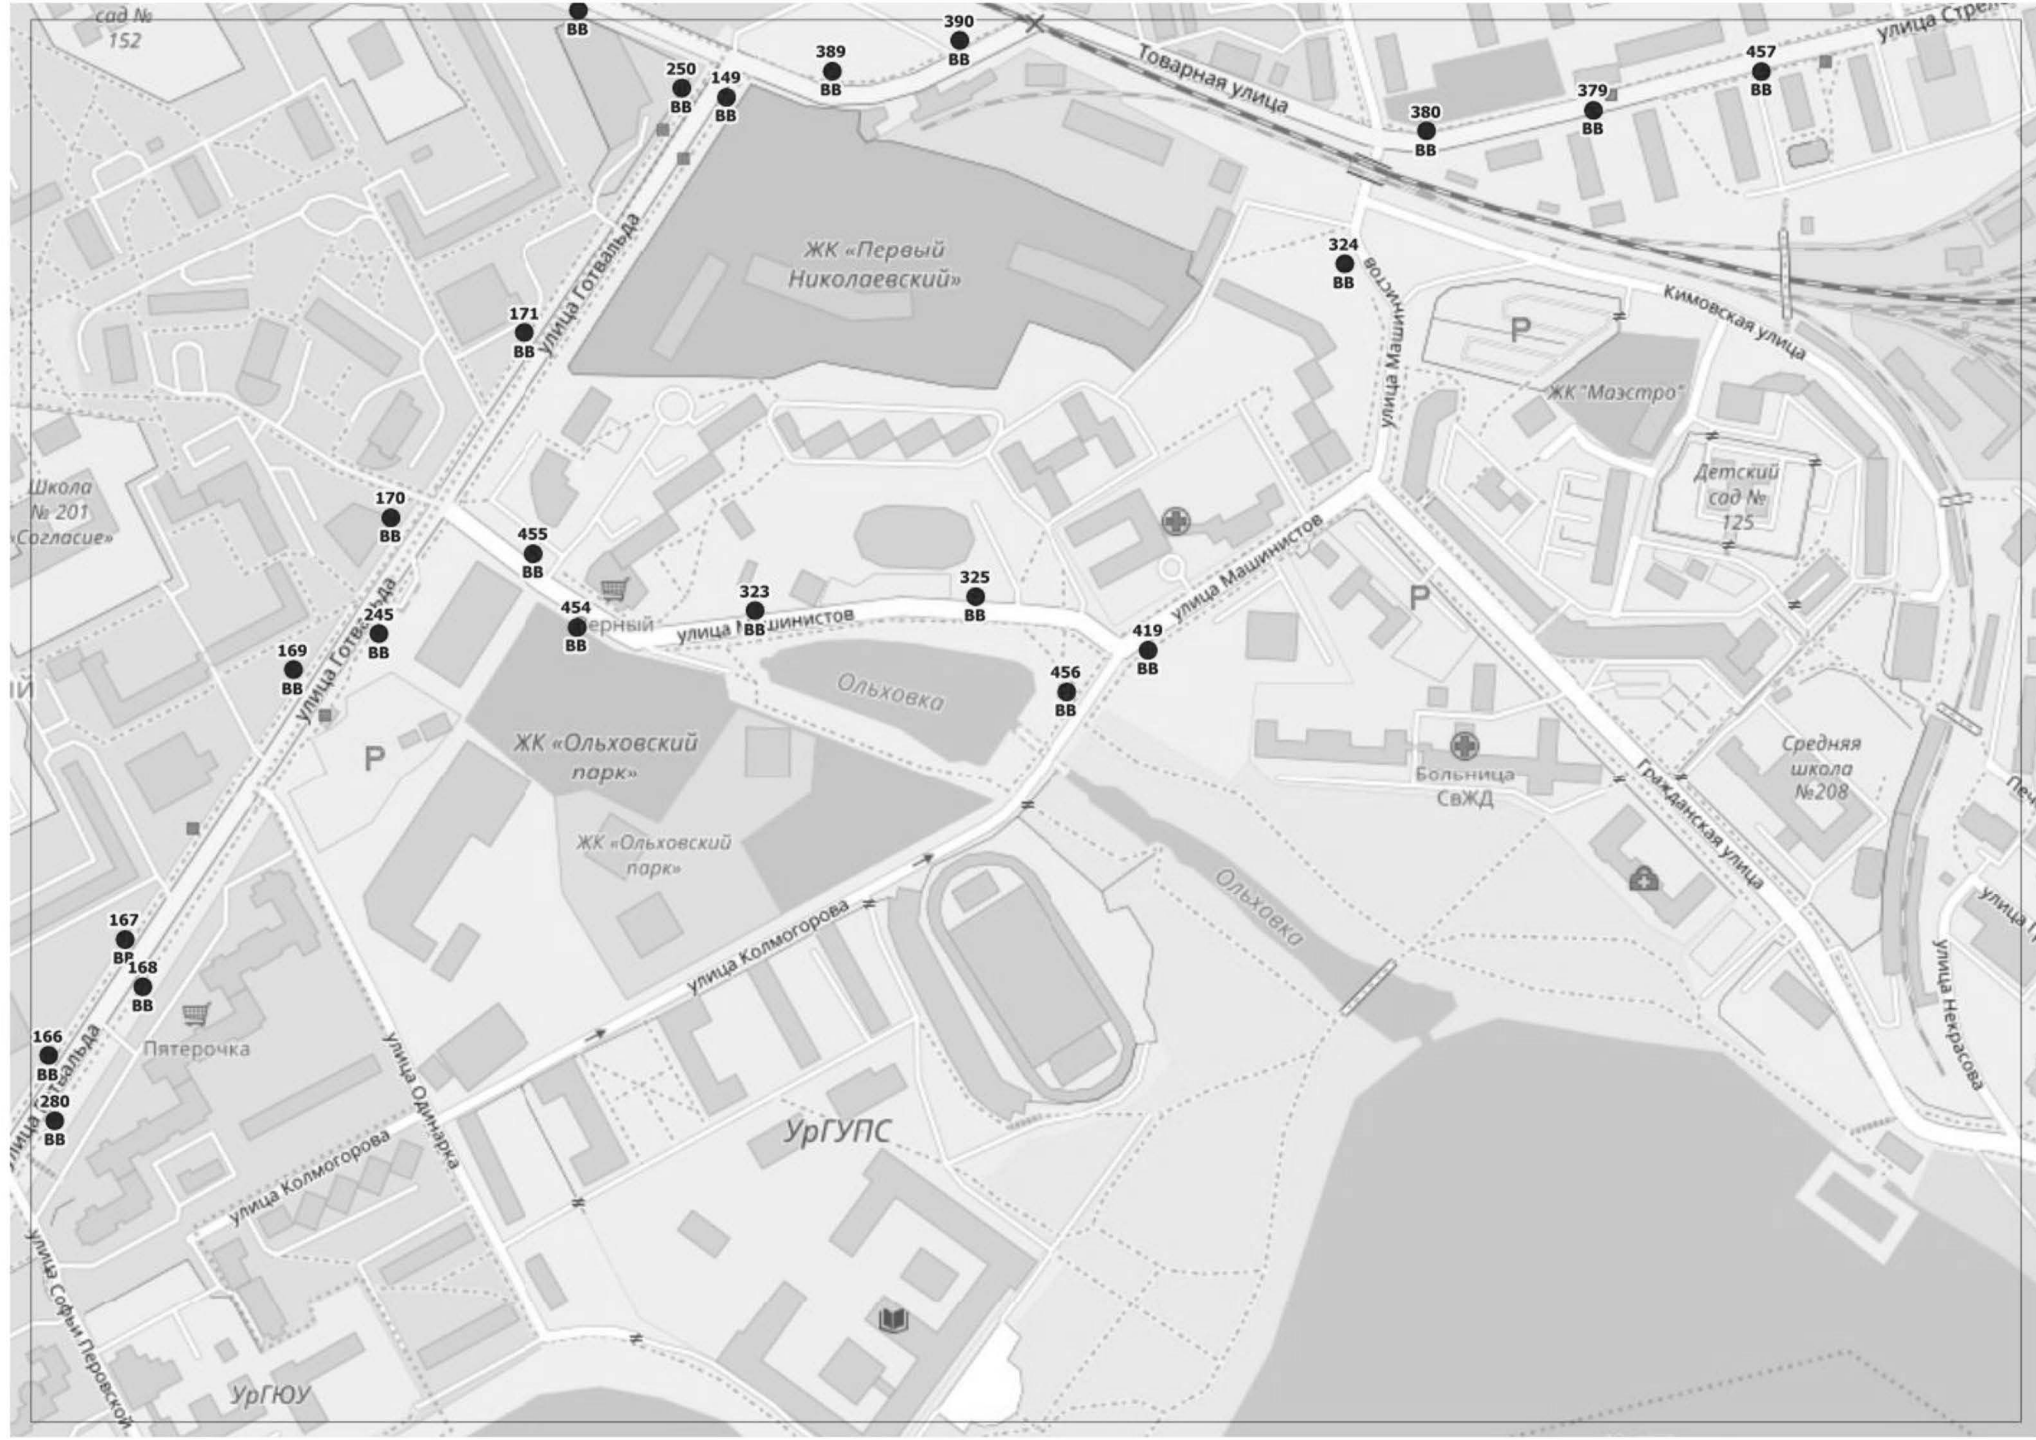 сад №
152
ВВ
390
ВВ
389
ВВ
250
ВВ
149
ВВ
Товарная улица
457
ВВ
379
ВВ
380
ВВ
ЖК «Первый
Николаевский»
улица Готвальда
171
ВВ
324
ВВ
улица Машинистов
Кимовская улица
P
ЖК "Маэстро"
Детский
сад №
125
Школа
№ 201
«Согласие»
170
ВВ
455
ВВ
454
ВВ
323
ВВ
325
ВВ
улица Машинистов
улица Машинистов
419
ВВ
456
ВВ
P
245
ВВ
169
ВВ
улица Готвальда
Ольховка
ЖК «Ольховский
парк»
P
ЖК «Ольховский
парк»
Больница
СвЖД
Средняя
школа
№208
Гражданская улица
Ольховка
улица Колмогорова
167
ВВ
168
ВВ
166
ВВ
280
ВВ
Пятерочка
улица Одинарка
улица Некрасова
УрГУПС
улица Колмогорова
улица Софьи Перовской
УрГЮУ